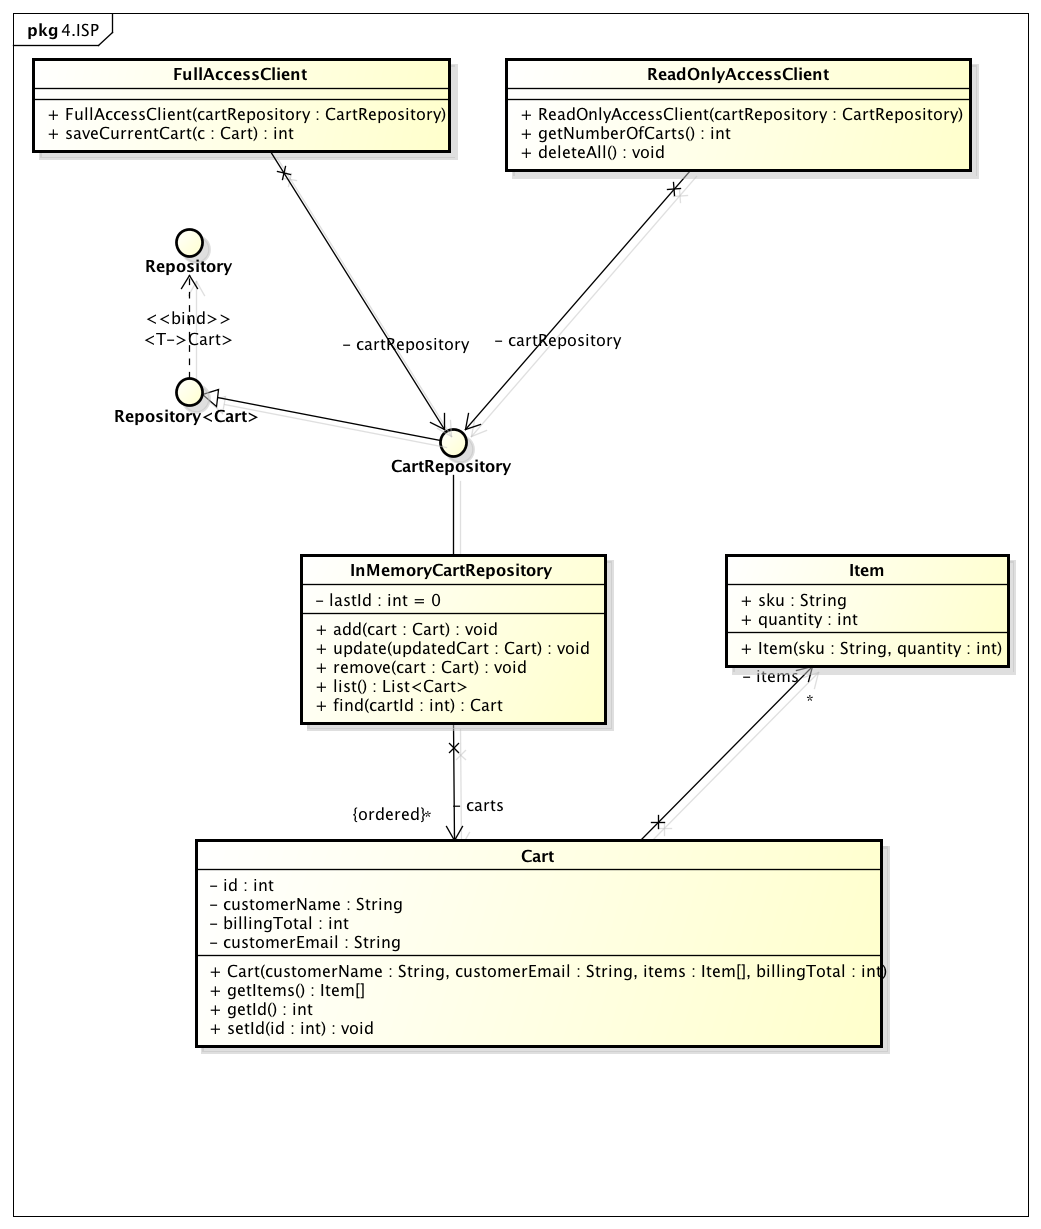 pkg 4.ISP
FullAccessClient
+ FullAccessClient(cartRepository : CartRepository)
+ saveCurrentCart(c : Cart) : int
ReadOnlyAccessClient
+ ReadOnlyAccessClient(cartRepository : CartRepository)
+ getNumberOfCarts() : int
+ deleteAll() : void
Repository
<<bind>>
<T->Cart>
Repository<Cart>
- cartRepository
- cartRepository
CartRepository
InMemoryCartRepository
- lastId : int = 0
+ add(cart : Cart) : void
+ update(updatedCart : Cart) : void
+ remove(cart : Cart) : void
+ list() : List<Cart>
+ find(cartId : int) : Cart
Item
+ sku : String
+ quantity : int
+ Item(sku : String, quantity : int)
- items
*
- carts
{ordered}*
Cart
- id : int
- customerName : String
- billingTotal : int
- customerEmail : String
+ Cart(customerName : String, customerEmail : String, items : Item[], billingTotal : int)
+ getItems() : Item[]
+ getId() : int
+ setId(id : int) : void